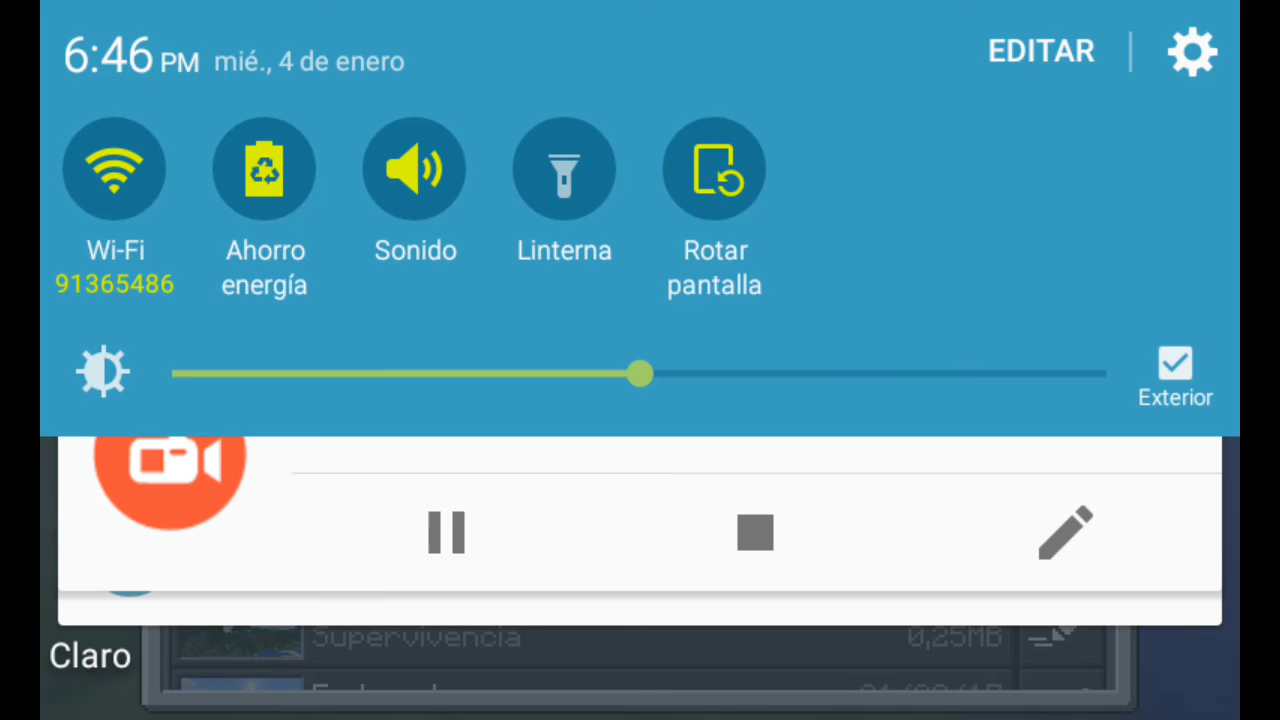 6:46 PM mié., 4 de enero
EDITAR
Wi-Fi
91365486
Ahorro
energía
Sonido
Linterna
Rotar
pantalla
Exterior
Supervivencia
0,25MB
Claro